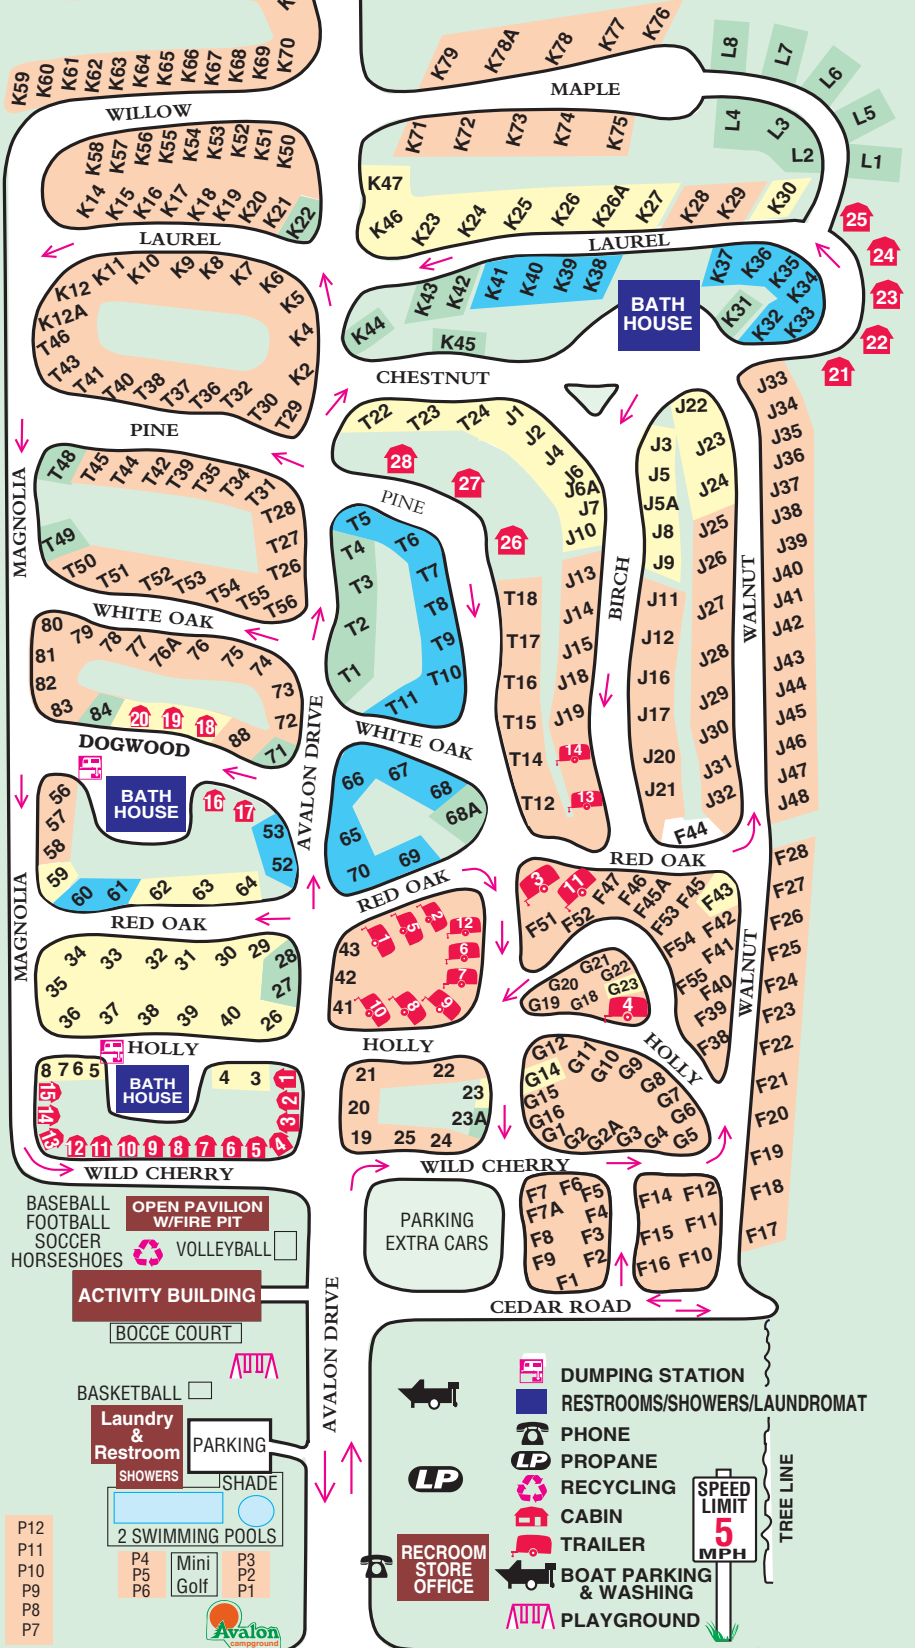 K59 K60 K61 K62 K63 K64 K65 K66 K67 K68 K69 K70
K79 K78A K78 K77 K76
L8 L7 L6 L5 L1
WILLOW
MAPLE
K71 K72 K73 K74 K75
L4 L3 L2
K58 K57 K56 K55 K54 K53 K52 K51 K50
K14 K15 K16 K17 K18 K19 K20 K21 K22
K47
K46 K23 K24 K25 K26 K26A K27 K28 K29 K30
LAUREL
LAUREL
25
24
23
22
21
K12A K12 K11 K10 K9 K8 K7 K6 K5 K4 K2
T46 T43 T41 T40 T38 T37 T36 T32 T30 T29
K44 K43 K42 K41 K40 K39 K38
K45
BATH
HOUSE
K37 K36 K35 K34 K33 K32 K31
CHESTNUT
PINE
MAGNOLIA
T48 T45 T44 T42 T39 T35 T34 T31 T28 T27 T26
T49 T50 T51 T52 T53 T54 T55 T56
T22 T23 T24 J1 J2 J4 J6 J6A J7 J10
28
27
26
PINE
T5 T6 T7 T8 T9 T10 T11
T4 T3 T2 T1
T18 T17 T16 T15 T14 T12
J13 J14 J15 J18 J19
14
13
BIRCH
J22 J23 J24 J25 J26 J27 J28 J29 J30 J31 J32
J3 J5 J5A J8 J9 J11 J12 J16 J17 J20 J21
F44
WALNUT
J33
J34
J35
J36
J37
J38
J39
J40
J41
J42
J43
J44
J45
J46
J47
J48
WHITE OAK
80 79 78 77 76A 76 75 74 73 72 71
81
82
83 84 20 19 18 88
DOGWOOD
AVALON DRIVE
WHITE OAK
BATH
HOUSE
16 17
56
57
58
59 60 61 62 63 64
53
52
66 67 68 68A
65 70 69
RED OAK
RED OAK
RED OAK
MAGNOLIA
43
42
41
1 5 2 12
6
7
10 8 9
3 11 F47 F46 F45A F53 F45 F43
F51 F52 F54 F42 F41 F55 F40 F39 F38
G21 G22 G23
G20 G19 G18 4
WALNUT
F28
F27
F26
F25
F24
F23
F22
F21
F20
F19
F18
F17
34 33 32 31 30 29 28 27
35 36 37 38 39 40 26
HOLLY
HOLLY
HOLLY
8 7 6 5
BATH
HOUSE
4 3
15 14 13 12 11 10 9 8 7 6 5 4 3 2 1
21 22
20 23
23A
19 25 24
G12 G11 G10 G9 G8 G7 G6 G5
G14 G15 G16 G1 G2 G2A G3 G4
WILD CHERRY
WILD CHERRY
PARKING
EXTRA CARS
F7 F6 F5
F7A F4
F8 F3
F9 F2
F1
F14 F12
F15 F11
F16 F10
CEDAR ROAD
BASEBALL
FOOTBALL
SOCCER
HORSESHOES
OPEN PAVILION
W/FIRE PIT
VOLLEYBALL
ACTIVITY BUILDING
BOCCE COURT
AVALON DRIVE
BASKETBALL
Laundry
&
Restroom
SHOWERS
PARKING
SHADE
2 SWIMMING POOLS
P12
P11
P10
P9
P8
P7
P4
P5
P6
Mini
Golf
P3
P2
P1
Avalon
campground
LP
RECROOM
STORE
OFFICE
DUMPING STATION
RESTROOMS/SHOWERS/LAUNDROMAT
PHONE
LP PROPANE
RECYCLING
CABIN
TRAILER
BOAT PARKING
& WASHING
PLAYGROUND
SPEED
LIMIT
5
MPH
TREE LINE